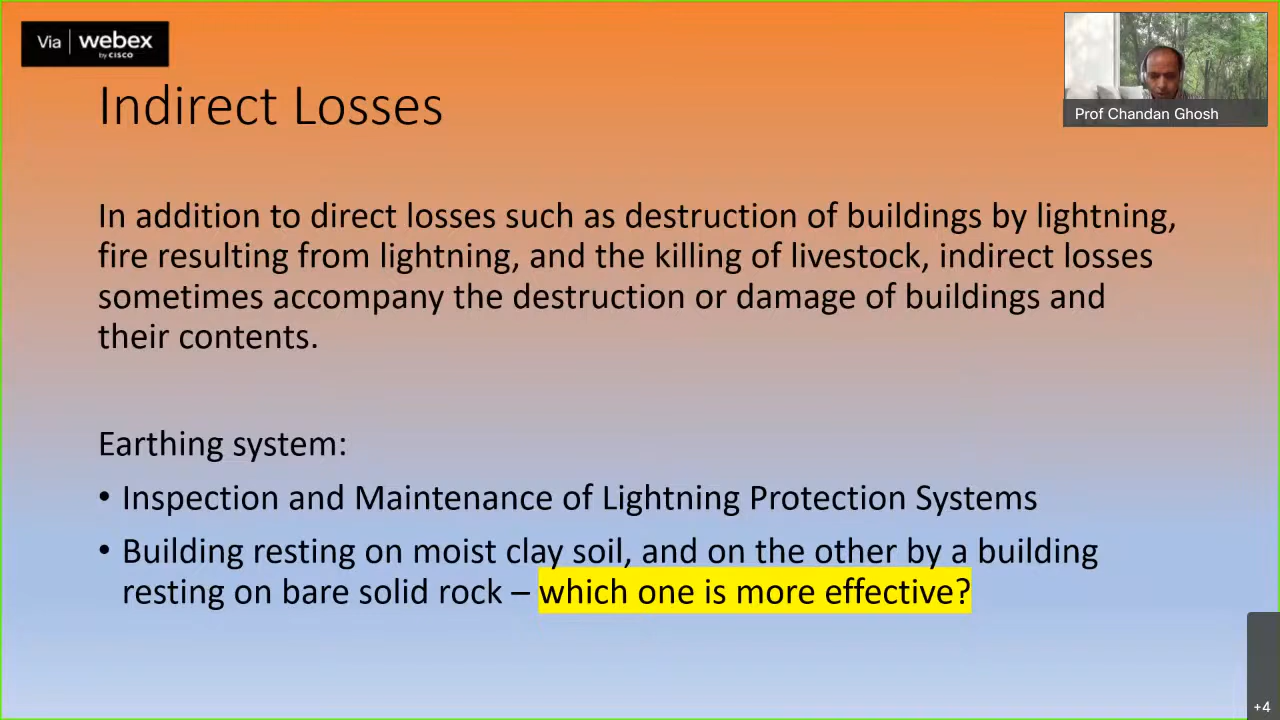 Via | webex
by CISCO
Prof Chandan Ghosh
Indirect Losses
In addition to direct losses such as destruction of buildings by lightning,
fire resulting from lightning, and the killing of livestock, indirect losses
sometimes accompany the destruction or damage of buildings and
their contents.
Earthing system:
• Inspection and Maintenance of Lightning Protection Systems
• Building resting on moist clay soil, and on the other by a building
resting on bare solid rock – which one is more effective?
+4